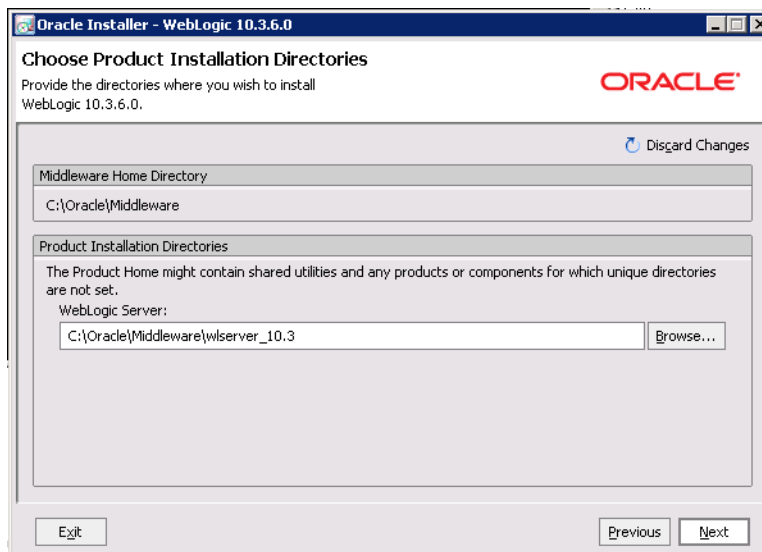 Oracle Installer - WebLogic 10.3.6.0
Choose Product Installation Directories
Provide the directories where you wish to install
WebLogic 10.3.6.0.
ORACLE
Discard Changes
Middleware Home Directory
C:\Oracle\Middleware
Product Installation Directories
The Product Home might contain shared utilities and any products or components for which unique directories
are not set.
WebLogic Server:
C:\Oracle\Middleware\wlserver_10.3
Browse...
Exit
Previous
Next